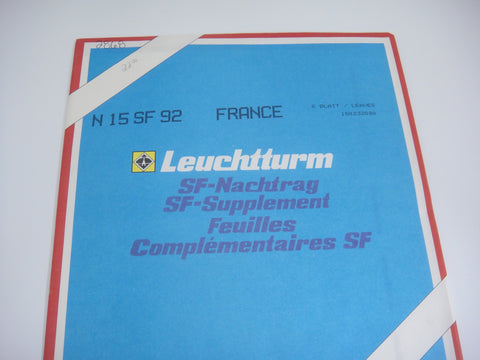 N 15 SF 92 FRANCE
Leuchtturm
SF-Nachtrag
SF-Supplement
Feuilles
Complémentaires SF